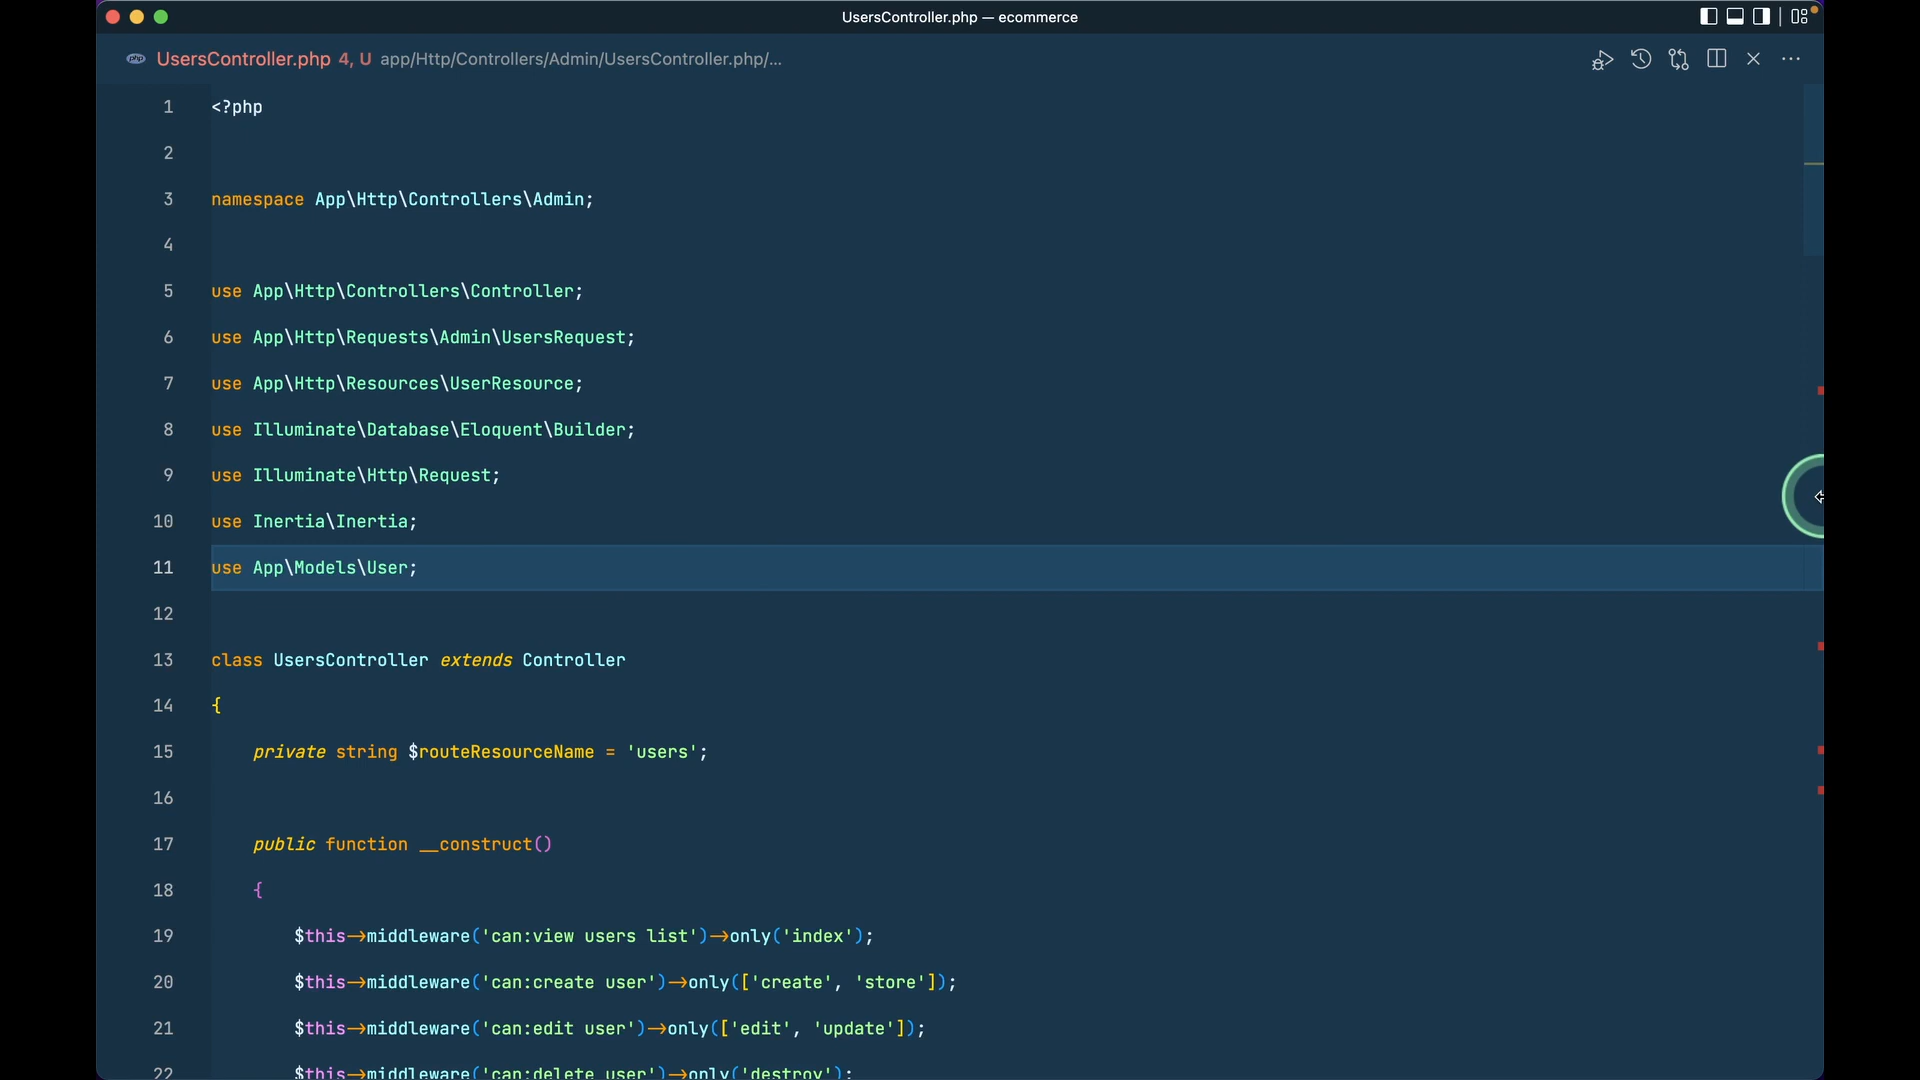 UsersController.php — ecommerce
php UsersController.php 4, U app/Http/Controllers/Admin/UsersController.php/...
1 <?php
2
3 namespace App\Http\Controllers\Admin;
4
5 use App\Http\Controllers\Controller;
6 use App\Http\Requests\Admin\UsersRequest;
7 use App\Http\Resources\UserResource;
8 use Illuminate\Database\Eloquent\Builder;
9 use Illuminate\Http\Request;
10 use Inertia\Inertia;
11 use App\Models\User;
12
13 class UsersController extends Controller
14 {
15 private string $routeResourceName = 'users';
16
17 public function __construct()
18 {
19 $this->middleware('can:view users list')->only('index');
20 $this->middleware('can:create user')->only(['create', 'store']);
21 $this->middleware('can:edit user')->only(['edit', 'update']);
22 $this->middleware('can:delete user')->only('destroy');